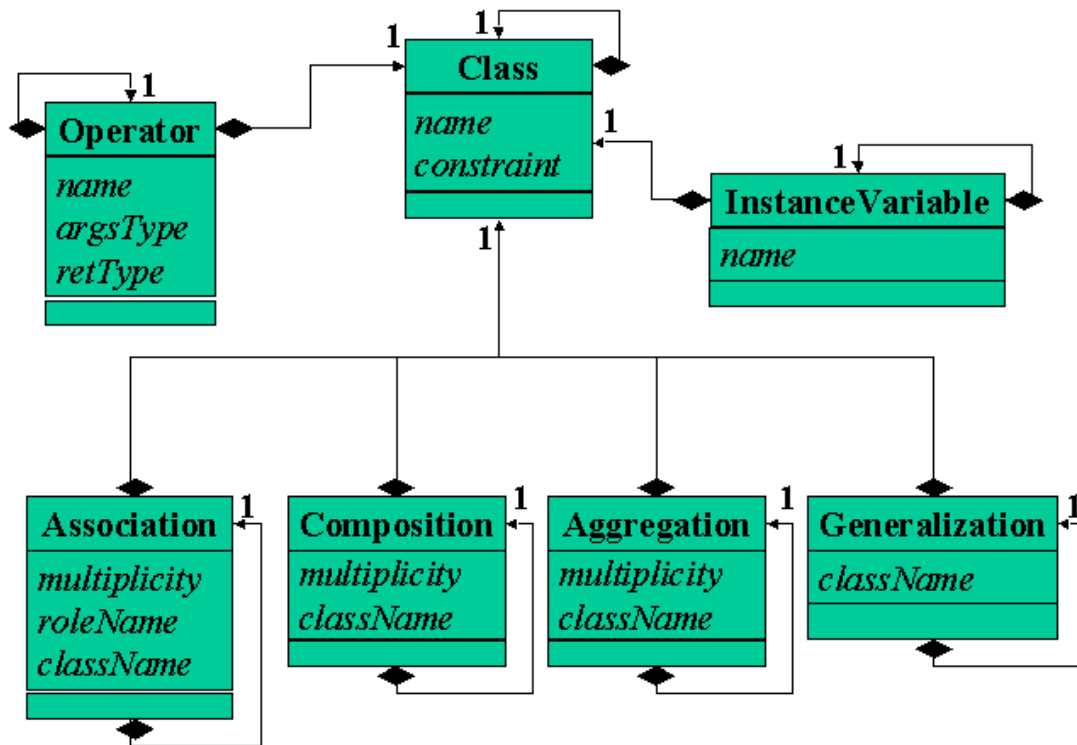 1
1
Class
name
constraint
1
Operator
name
argsType
retType
1
1
InstanceVariable
name
1
1
Association
multiplicity
roleName
className
1
Composition
multiplicity
className
1
Aggregation
multiplicity
className
1
Generalization
className